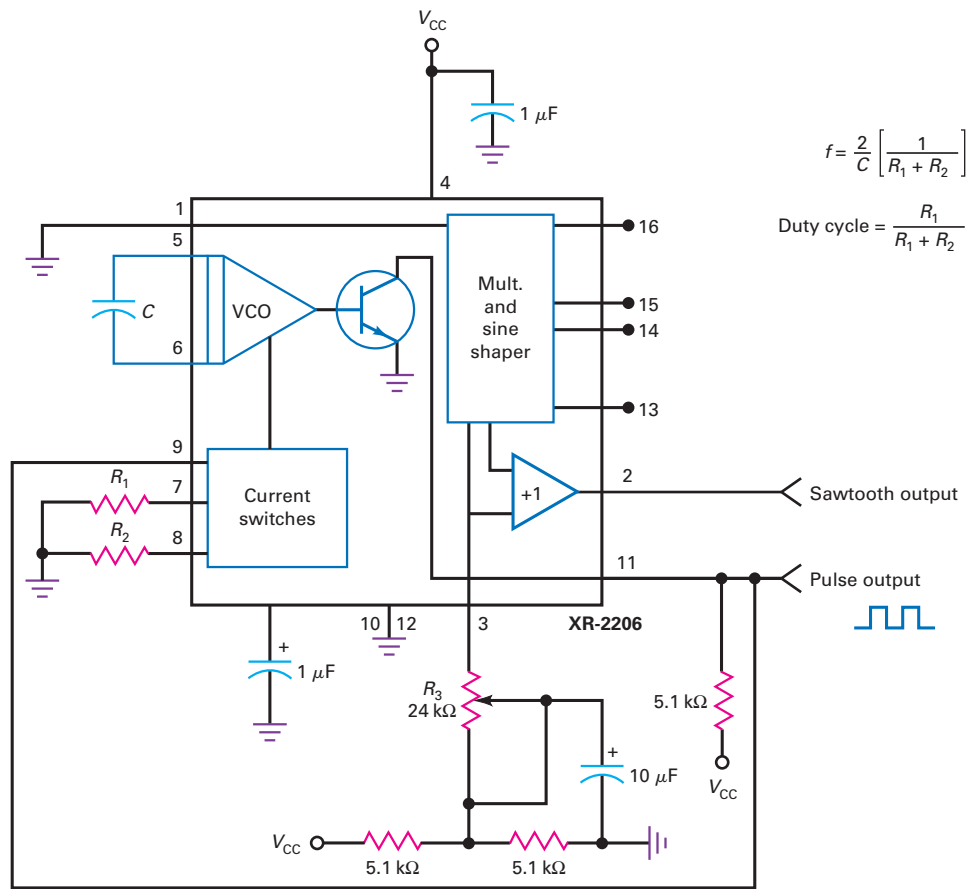 V_CC
1 μF
f = 2/C [1/(R₁ + R₂)]
4
1
16
Duty cycle = R₁/(R₁ + R₂)
5
Mult.
and
sine
shaper
C
VCO
15
14
6
13
9
R₁
7
Current
switches
+1
2
Sawtooth output
R₂
8
11
Pulse output
10
12
3
XR-2206
+
1 μF
R₃
24 kΩ
5.1 kΩ
+
10 μF
V_CC
V_CC
5.1 kΩ
5.1 kΩ